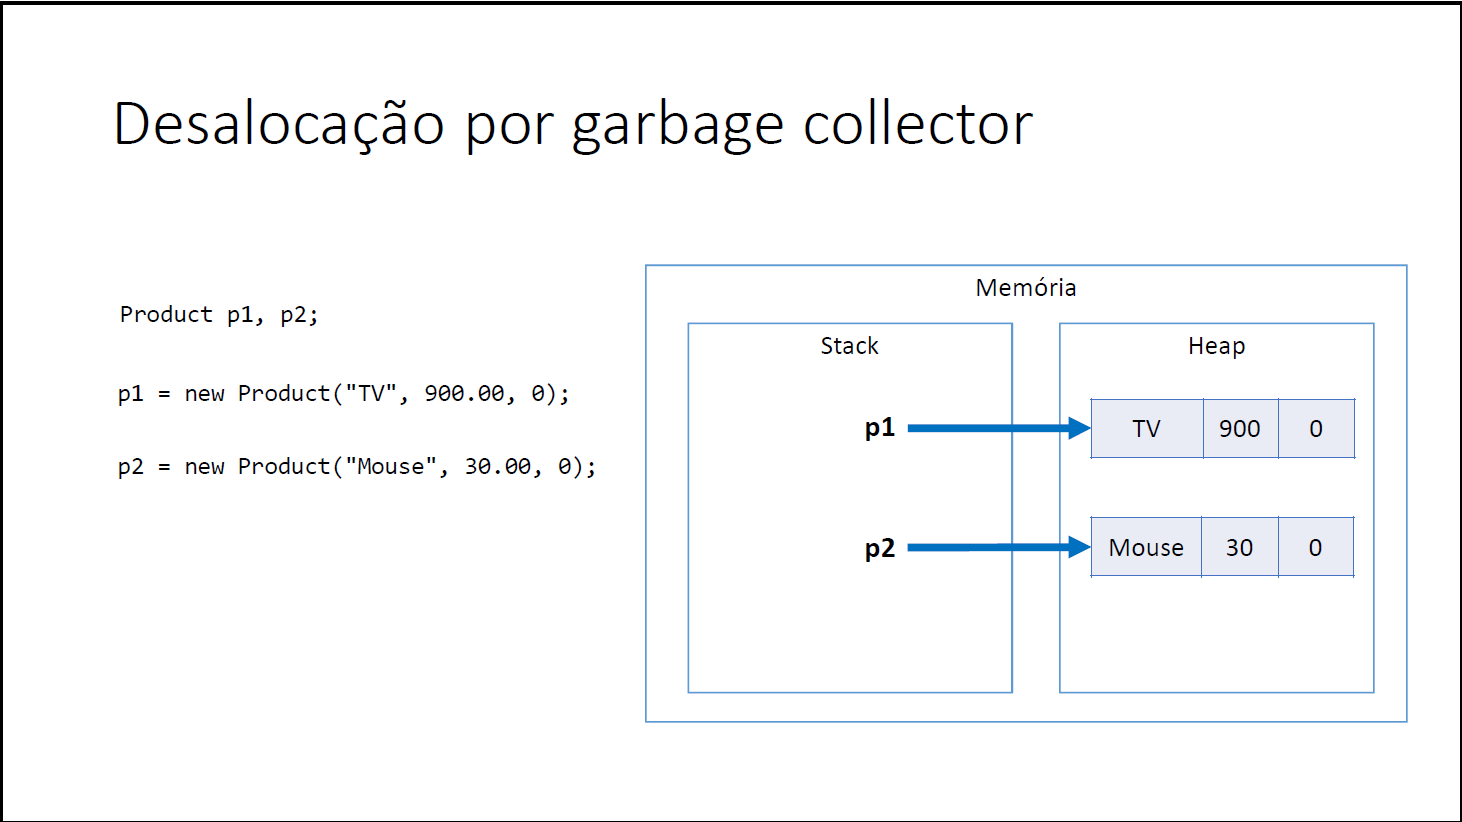 Desalocação por garbage collector
Product p1, p2;
p1 = new Product("TV", 900.00, 0);
p2 = new Product("Mouse", 30.00, 0);
Memória
Stack
Heap
p1
TV 900 0
p2
Mouse 30 0